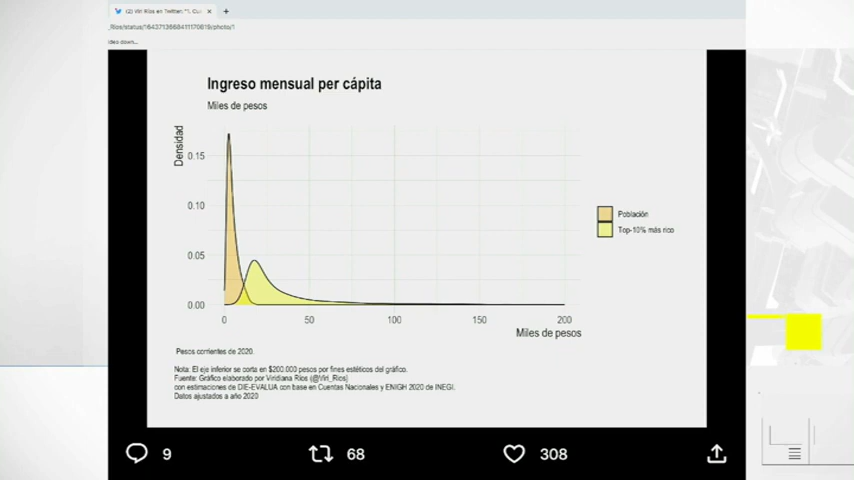 (2) Viri Ríos en Twitter: "1. Cu
_Rios/status/1643713668411170819/photo/1
Ingreso mensual per cápita
Miles de pesos
Densidad
0.15
0.10
0.05
0.00
0 50 100 150 200
Miles de pesos
Población
Top-10% más rico
Pesos corrientes de 2020.
Nota: El eje inferior se corta en $200.000 pesos por fines estéticos del gráfico.
Fuente: Gráfico elaborado por Viridiana Ríos (@Viri_Rios)
con estimaciones de DIE-EVALUA con base en Cuentas Nacionales y ENIGH 2020 de INEGI.
Datos ajustados a año 2020
9 68 308